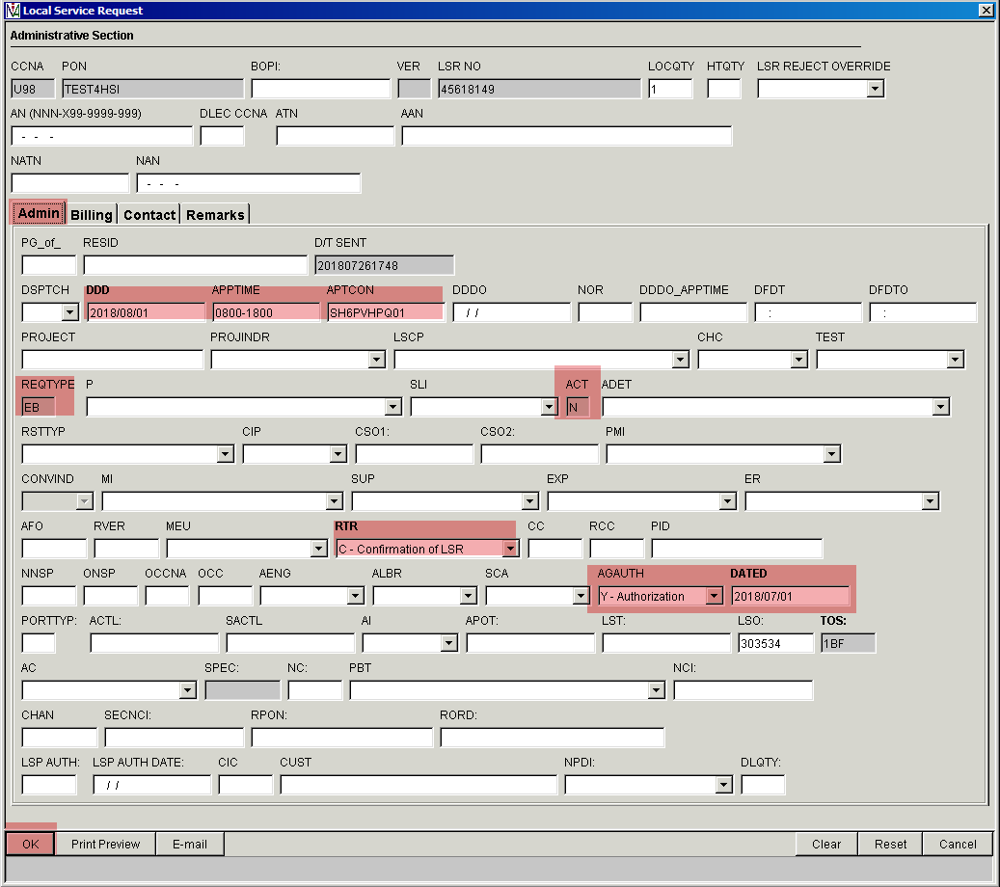 Local Service Request
Administrative Section
CCNA PON BOPI: VER LSR NO LOCQTY HTQTY LSR REJECT OVERRIDE
U98 TEST4HSI 45618149 1
AN (NNN-X99-9999-999) DLEC CCNA ATN AAN
- - -
NATN NAN
- - -
Admin Billing Contact Remarks
PG_of_ RESID D/T SENT
201807261748
DSPTCH DDD APPTIME APTCON DDDO NOR DDDO_APPTIME DFDT DFDTO
2018/08/01 0800-1800 SH6PVHPQ01 / / : :
PROJECT PROJINDR LSCP CHC TEST
REQTYPE P SLI ACT ADET
EB N
RSTTYP CIP CSO1: CSO2: PMI
CONVIND MI SUP EXP ER
AFO RVER MEU RTR CC RCC PID
C - Confirmation of LSR
NNSP ONSP OCCNA OCC AENG ALBR SCA AGAUTH DATED
Y - Authorization 2018/07/01
PORTTYP: ACTL: SACTL AI APOT: LST: LSO: TOS:
303534 1BF
AC SPEC: NC: PBT NCI:
CHAN SECNCI: RPON: RORD:
LSP AUTH: LSP AUTH DATE: CIC CUST NPDI: DLQTY:
/ /
OK Print Preview E-mail Clear Reset Cancel